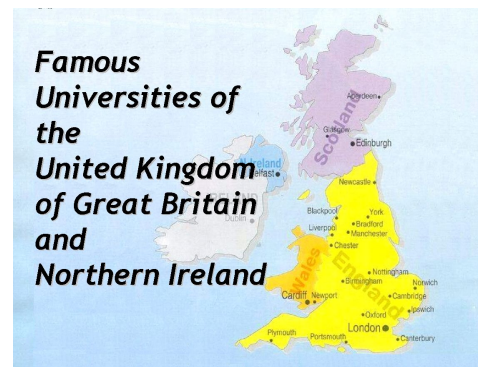 Famous
Universities of
the
United Kingdom
of Great Britain
and
Northern Ireland
Aberdeen
Scotland
Glasgow
Edinburgh
N.Ireland
Belfast
Newcastle
Dublin
Blackpool
York
Bradford
Liverpool
Manchester
Chester
Wales
England
Nottingham
Birmingham
Norwich
Cambridge
Cardiff
Newport
Ipswich
Oxford
London
Plymouth
Portsmouth
Canterbury